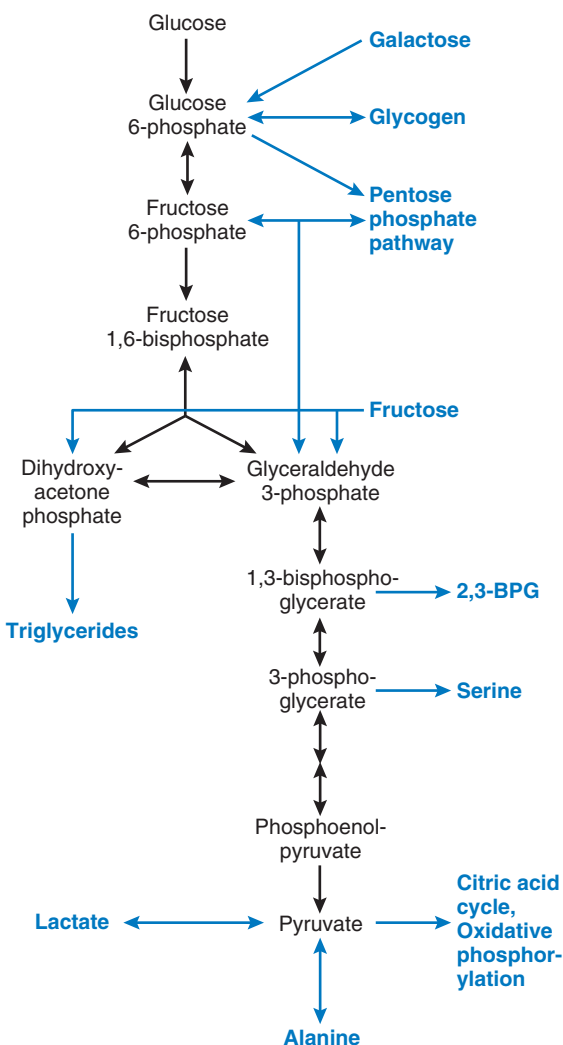 Glucose
Galactose
Glucose
6-phosphate
Glycogen
Pentose
phosphate
pathway
Fructose
6-phosphate
Fructose
1,6-bisphosphate
Fructose
Dihydroxy-
acetone
phosphate
Glyceraldehyde
3-phosphate
1,3-bisphospho-
glycerate
2,3-BPG
Triglycerides
3-phospho-
glycerate
Serine
Phosphoenol-
pyruvate
Citric acid
cycle,
Oxidative
phosphor-
ylation
Lactate
Pyruvate
Alanine